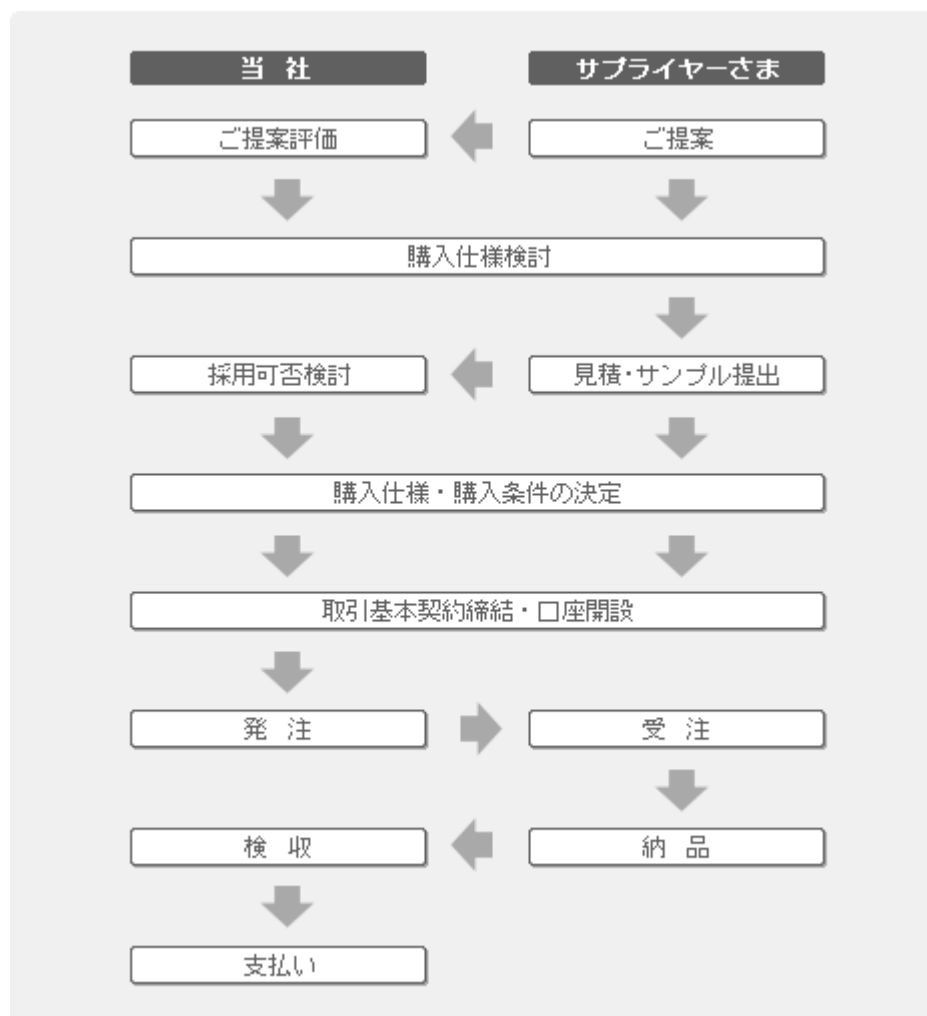 当 社
サプライヤーさま
ご提案評価
ご提案
購入仕様検討
採用可否検討
見積・サンプル提出
購入仕様・購入条件の決定
取引基本契約締結・口座開設
発 注
受 注
検 収
納 品
支払い